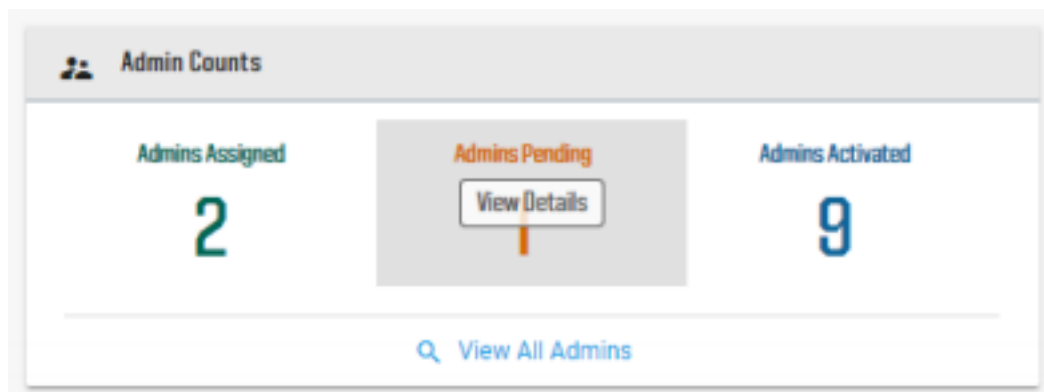 Admin Counts
Admins Assigned
Admins Pending
Admins Activated
2
View Details
9
View All Admins